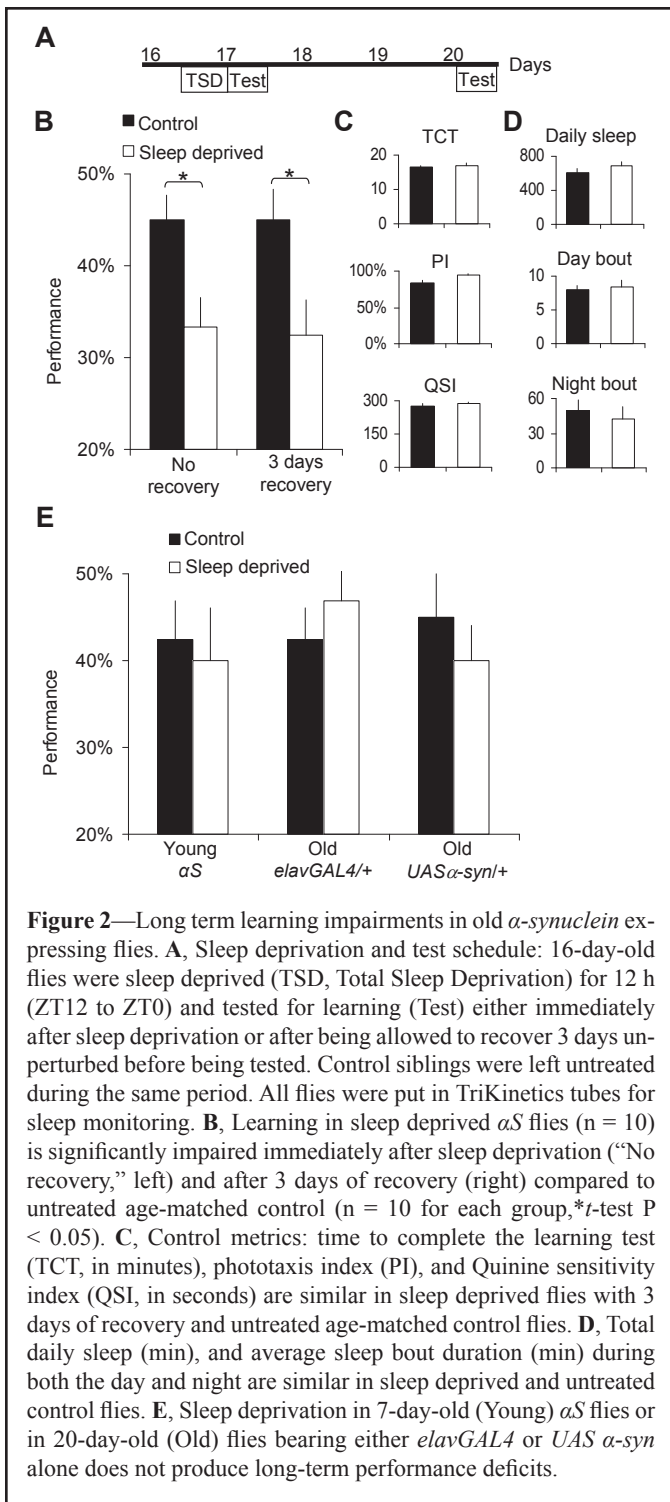 A
16 17 18 19 20 Days
TSD Test Test
B
Control
Sleep deprived
50%
40%
30%
20%
Performance
* *
No recovery
3 days recovery
C
TCT
20
10
0
PI
100%
50%
0%
QSI
300
150
0
D
Daily sleep
800
400
0
Day bout
10
5
0
Night bout
60
30
0
E
Control
Sleep deprived
50%
40%
30%
20%
Performance
Young αS
Old elavGAL4/+
Old UASα-syn/+
Figure 2—Long term learning impairments in old α-synuclein ex-
pressing flies. A, Sleep deprivation and test schedule: 16-day-old
flies were sleep deprived (TSD, Total Sleep Deprivation) for 12 h
(ZT12 to ZT0) and tested for learning (Test) either immediately
after sleep deprivation or after being allowed to recover 3 days un-
perturbed before being tested. Control siblings were left untreated
during the same period. All flies were put in TriKinetics tubes for
sleep monitoring. B, Learning in sleep deprived αS flies (n = 10)
is significantly impaired immediately after sleep deprivation (“No
recovery,” left) and after 3 days of recovery (right) compared to
untreated age-matched control (n = 10 for each group,*t-test P
< 0.05). C, Control metrics: time to complete the learning test
(TCT, in minutes), phototaxis index (PI), and Quinine sensitivity
index (QSI, in seconds) are similar in sleep deprived flies with 3
days of recovery and untreated age-matched control flies. D, Total
daily sleep (min), and average sleep bout duration (min) during
both the day and night are similar in sleep deprived and untreated
control flies. E, Sleep deprivation in 7-day-old (Young) αS flies or
in 20-day-old (Old) flies bearing either elavGAL4 or UAS α-syn
alone does not produce long-term performance deficits.